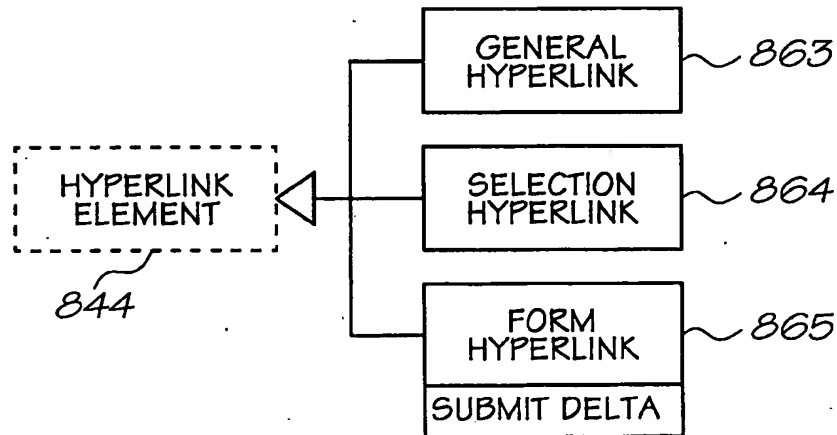 GENERAL
HYPERLINK
863
HYPERLINK
ELEMENT
844
SELECTION
HYPERLINK
864
FORM
HYPERLINK
865
SUBMIT DELTA